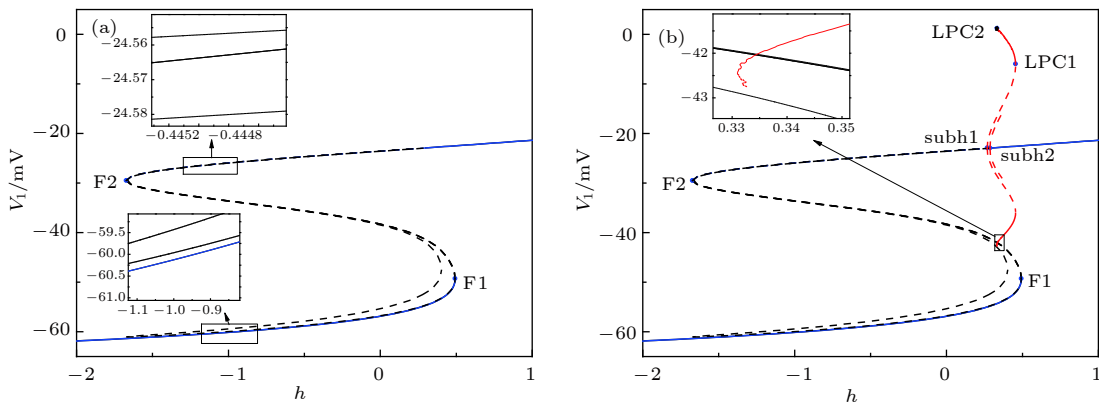 (a)
−24.56
−24.57
−24.58
−0.4452 −0.4448
F2
−59.5
−60.0
−60.5
−61.0
−1.1 −1.0 −0.9
F1
0
−20
−40
−60
V1/mV
−2 −1 0 1
h
(b)
−42
−43
0.33 0.34 0.35
LPC2
LPC1
subh1
subh2
F2
F1
0
−20
−40
−60
V1/mV
−2 −1 0 1
h